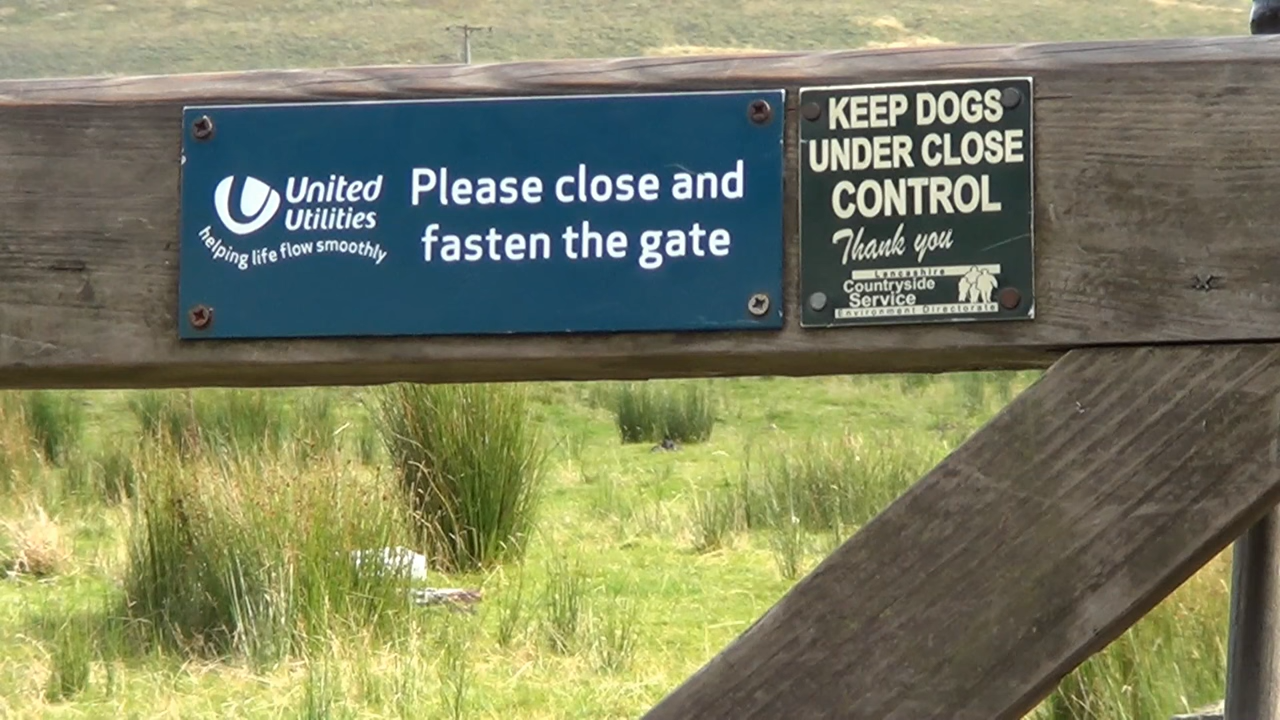 United
Utilities
helping life flow smoothly
Please close and
fasten the gate
KEEP DOGS
UNDER CLOSE
CONTROL
Thank you
Lancashire
Countryside
Service
Environment Directorate